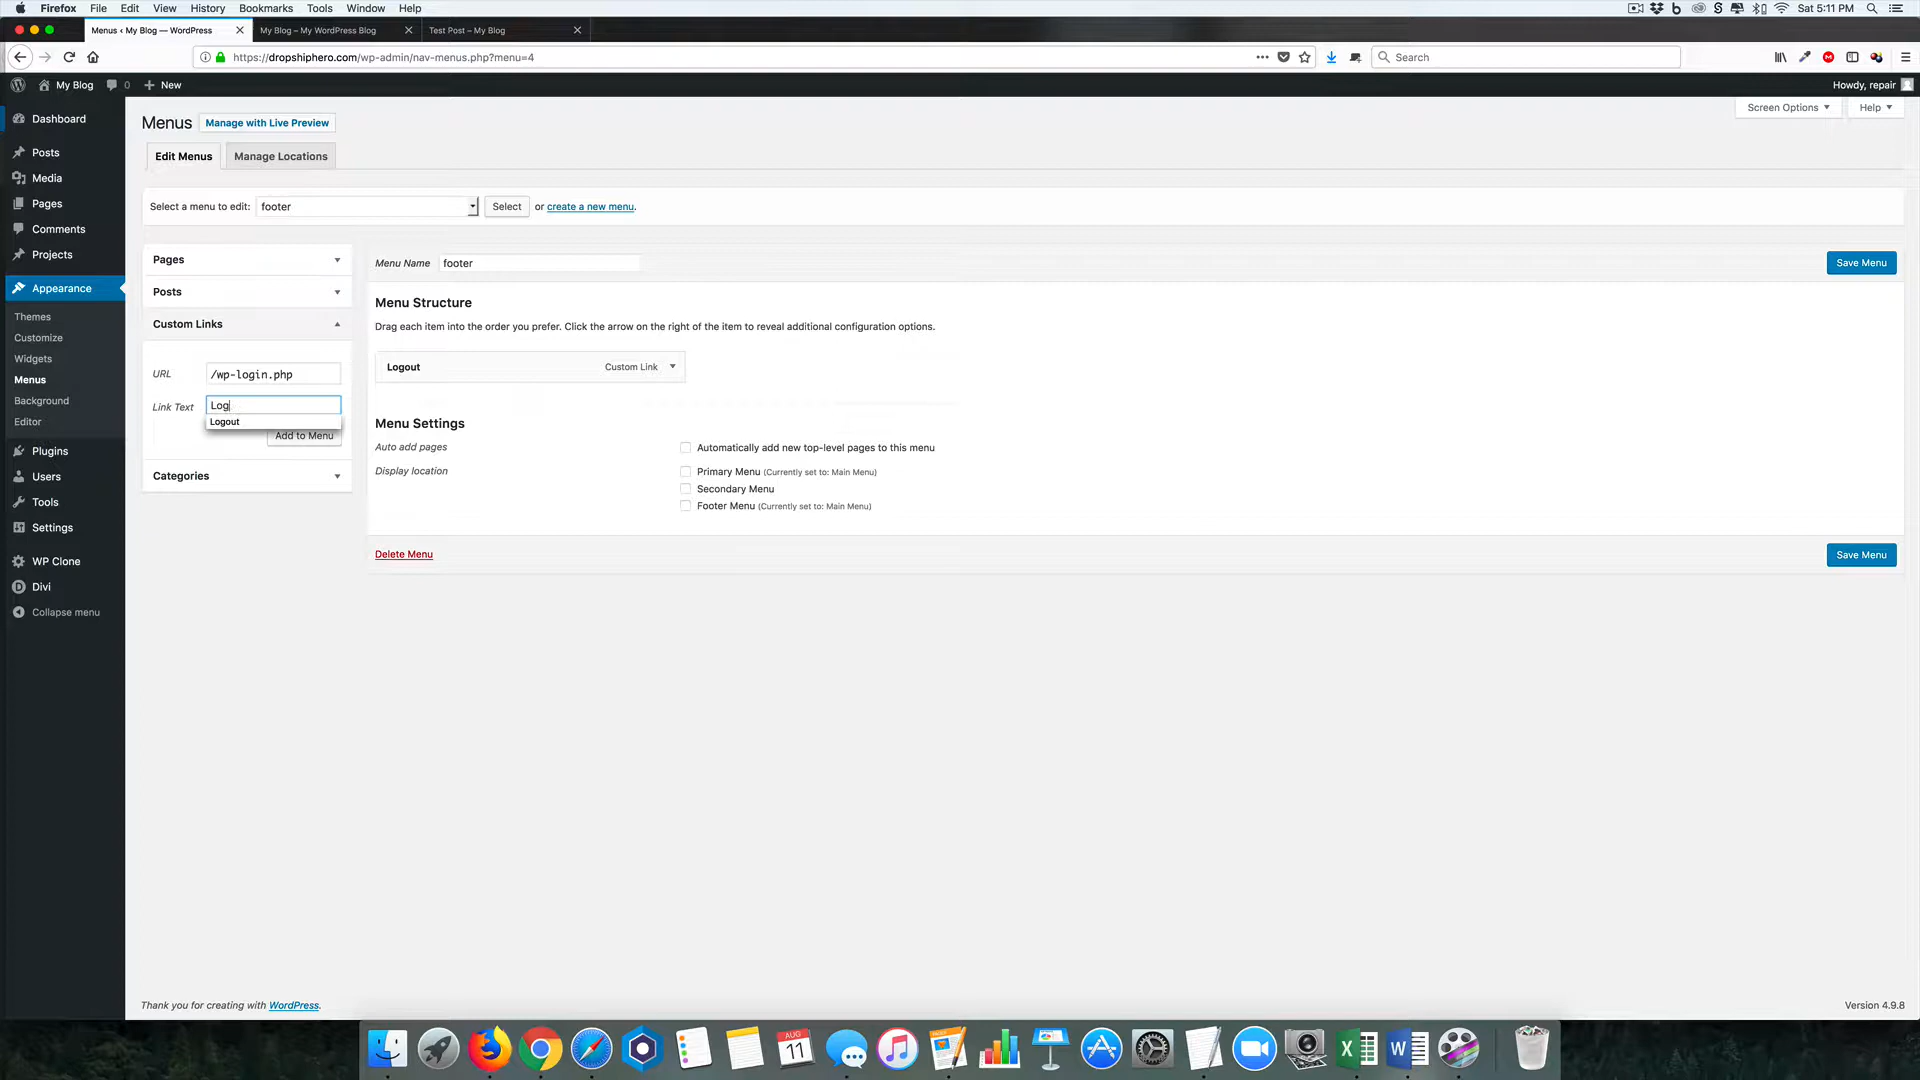 Firefox File Edit View History Bookmarks Tools Window Help Sat 5:11 PM
Menus ‹ My Blog — WordPress My Blog – My WordPress Blog Test Post – My Blog
https://dropshiphero.com/wp-admin/nav-menus.php?menu=4 Search
My Blog 0 New Howdy, repair
Screen Options Help
Menus Manage with Live Preview
Edit Menus Manage Locations
Select a menu to edit: footer Select or create a new menu.
Dashboard
Posts
Media
Pages
Comments
Projects
Appearance
Themes
Customize
Widgets
Menus
Background
Editor
Plugins
Users
Tools
Settings
WP Clone
Divi
Collapse menu
Pages
Posts
Custom Links
URL /wp-login.php
Link Text Log
Logout
Add to Menu
Categories
Menu Name footer Save Menu
Menu Structure
Drag each item into the order you prefer. Click the arrow on the right of the item to reveal additional configuration options.
Logout Custom Link
Menu Settings
Auto add pages Automatically add new top-level pages to this menu
Display location Primary Menu (Currently set to: Main Menu)
Secondary Menu
Footer Menu (Currently set to: Main Menu)
Delete Menu Save Menu
Thank you for creating with WordPress. Version 4.9.8
AUG
11